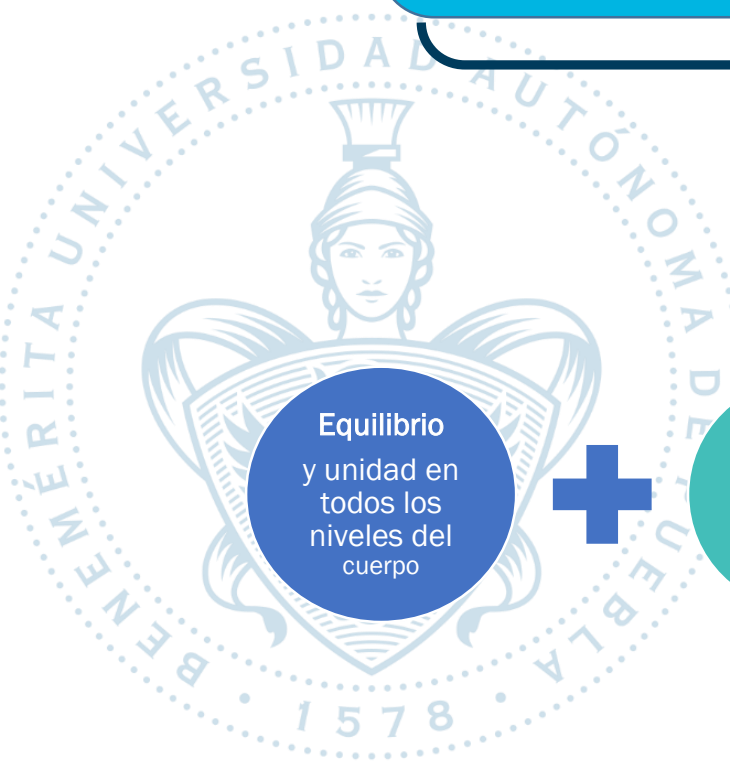 BENEMÉRITA UNIVERSIDAD AUTÓNOMA DE PUEBLA
Equilibrio
y unidad en
todos los
niveles del
cuerpo
1578